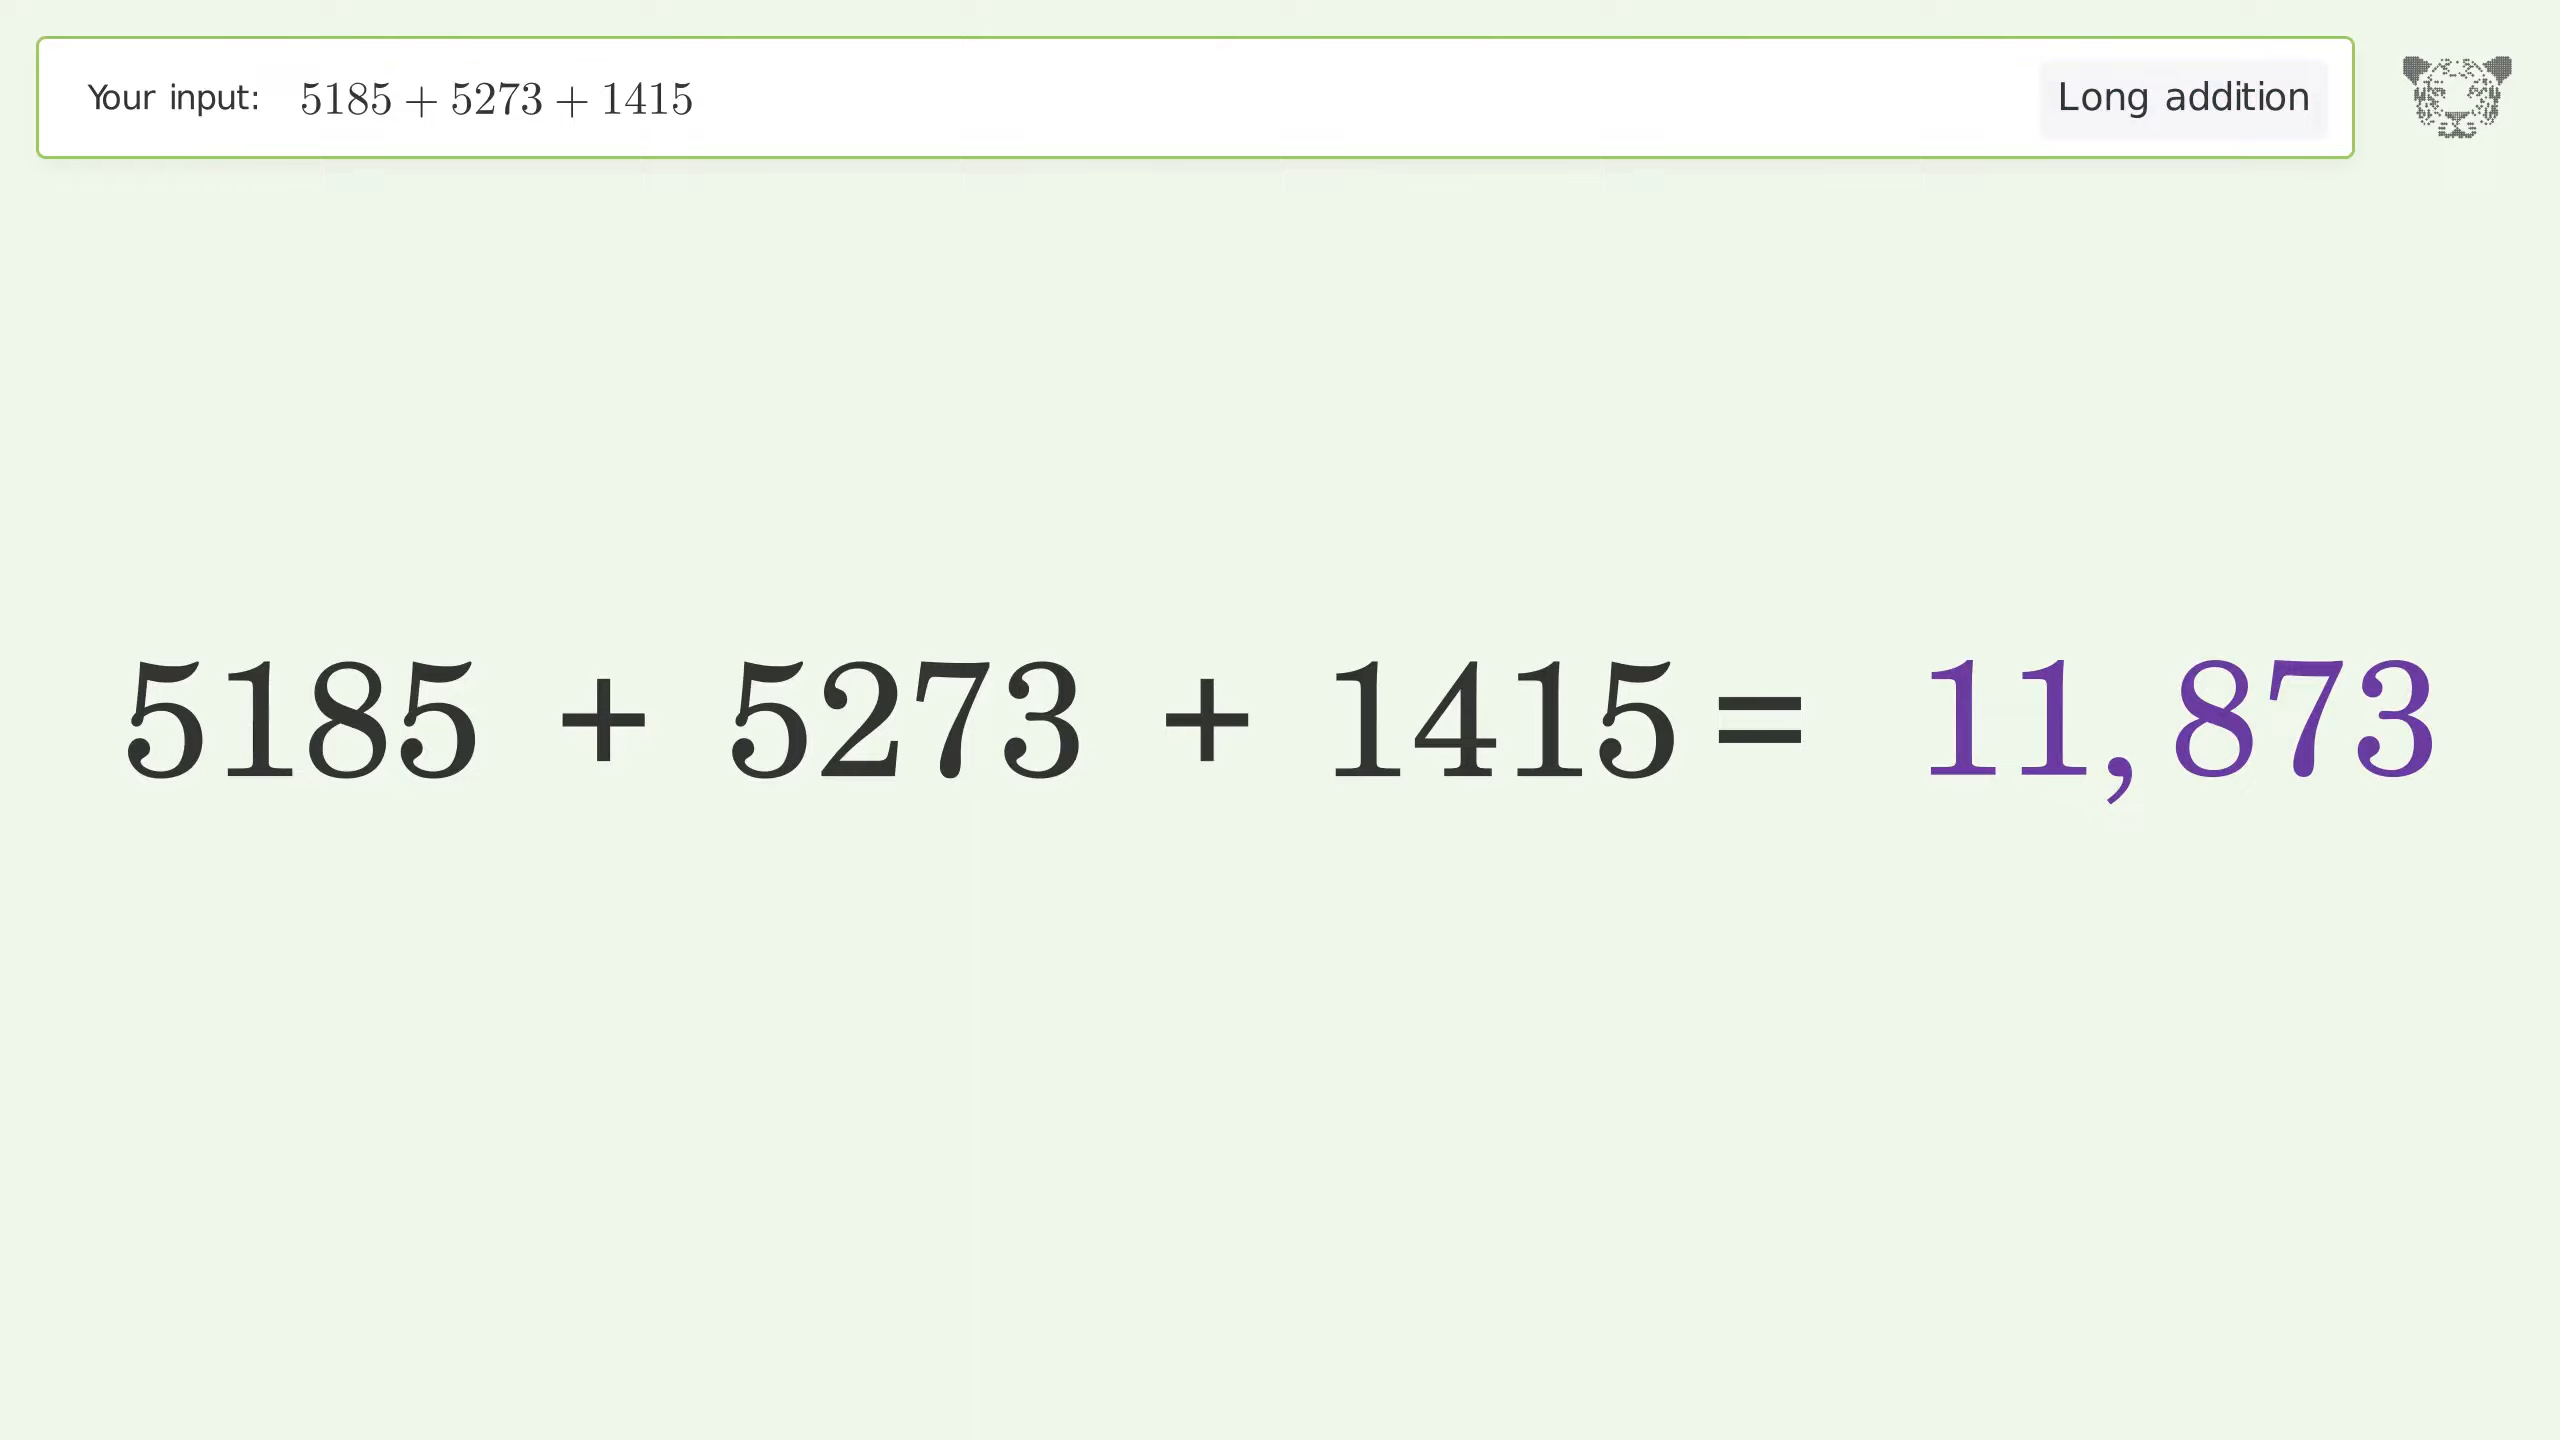 Your input: 5185 + 5273 + 1415 Long addition
5185 + 5273 + 1415 = 11,873